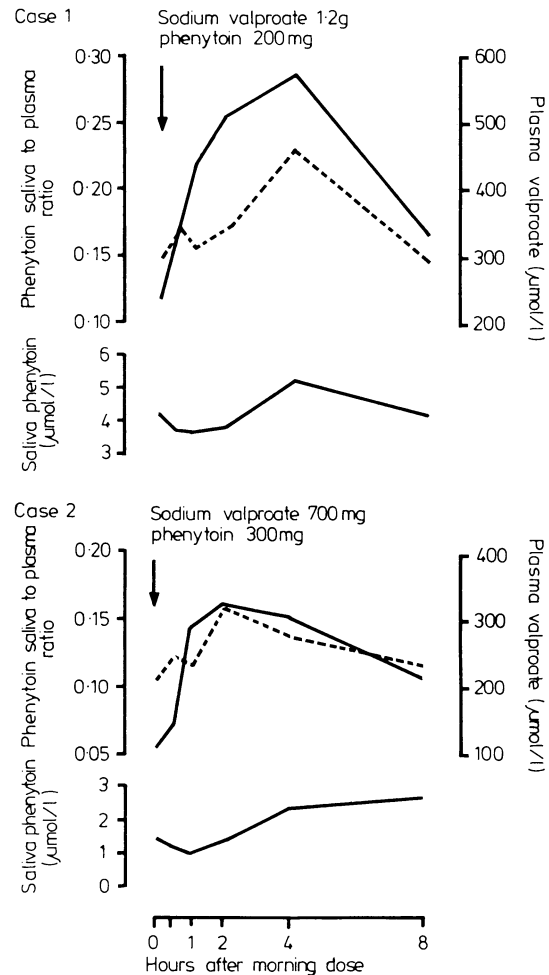 Case 1
Sodium valproate 1·2g
phenytoin 200mg
Phenytoin saliva to plasma
ratio
0·30
0·25
0·20
0·15
0·10
600
500
400
300
200
Plasma valproate (μmol/l)
Saliva phenytoin
(μmol/l)
6
5
4
3
Case 2
Sodium valproate 700mg
phenytoin 300mg
Phenytoin saliva to plasma
ratio
0·20
0·15
0·10
0·05
400
300
200
100
Plasma valproate (μmol/l)
Saliva phenytoin
(μmol/l)
3
2
1
0
0 1 2 4 8
Hours after morning dose